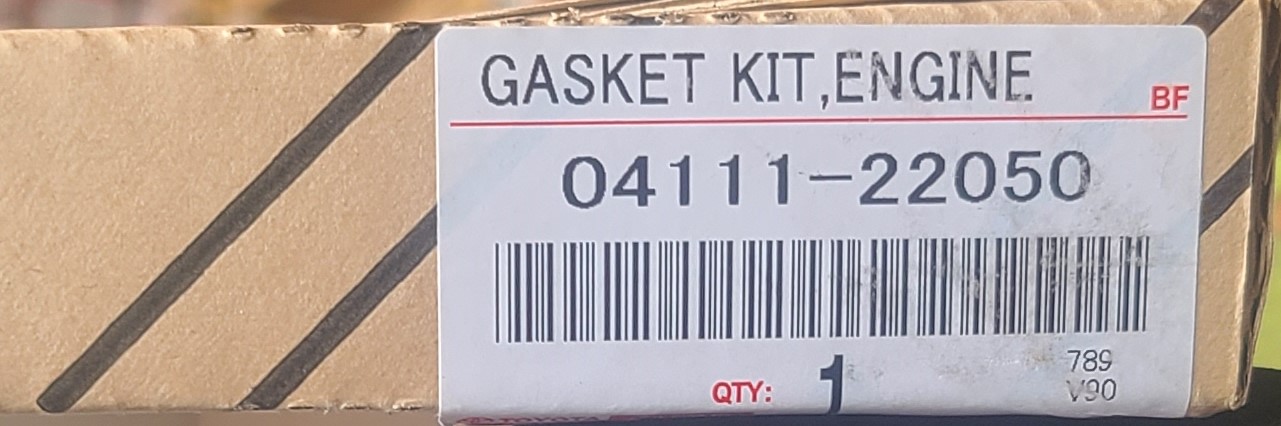 GASKET KIT,ENGINE
BF
04111-22050
QTY: 1
789
V90